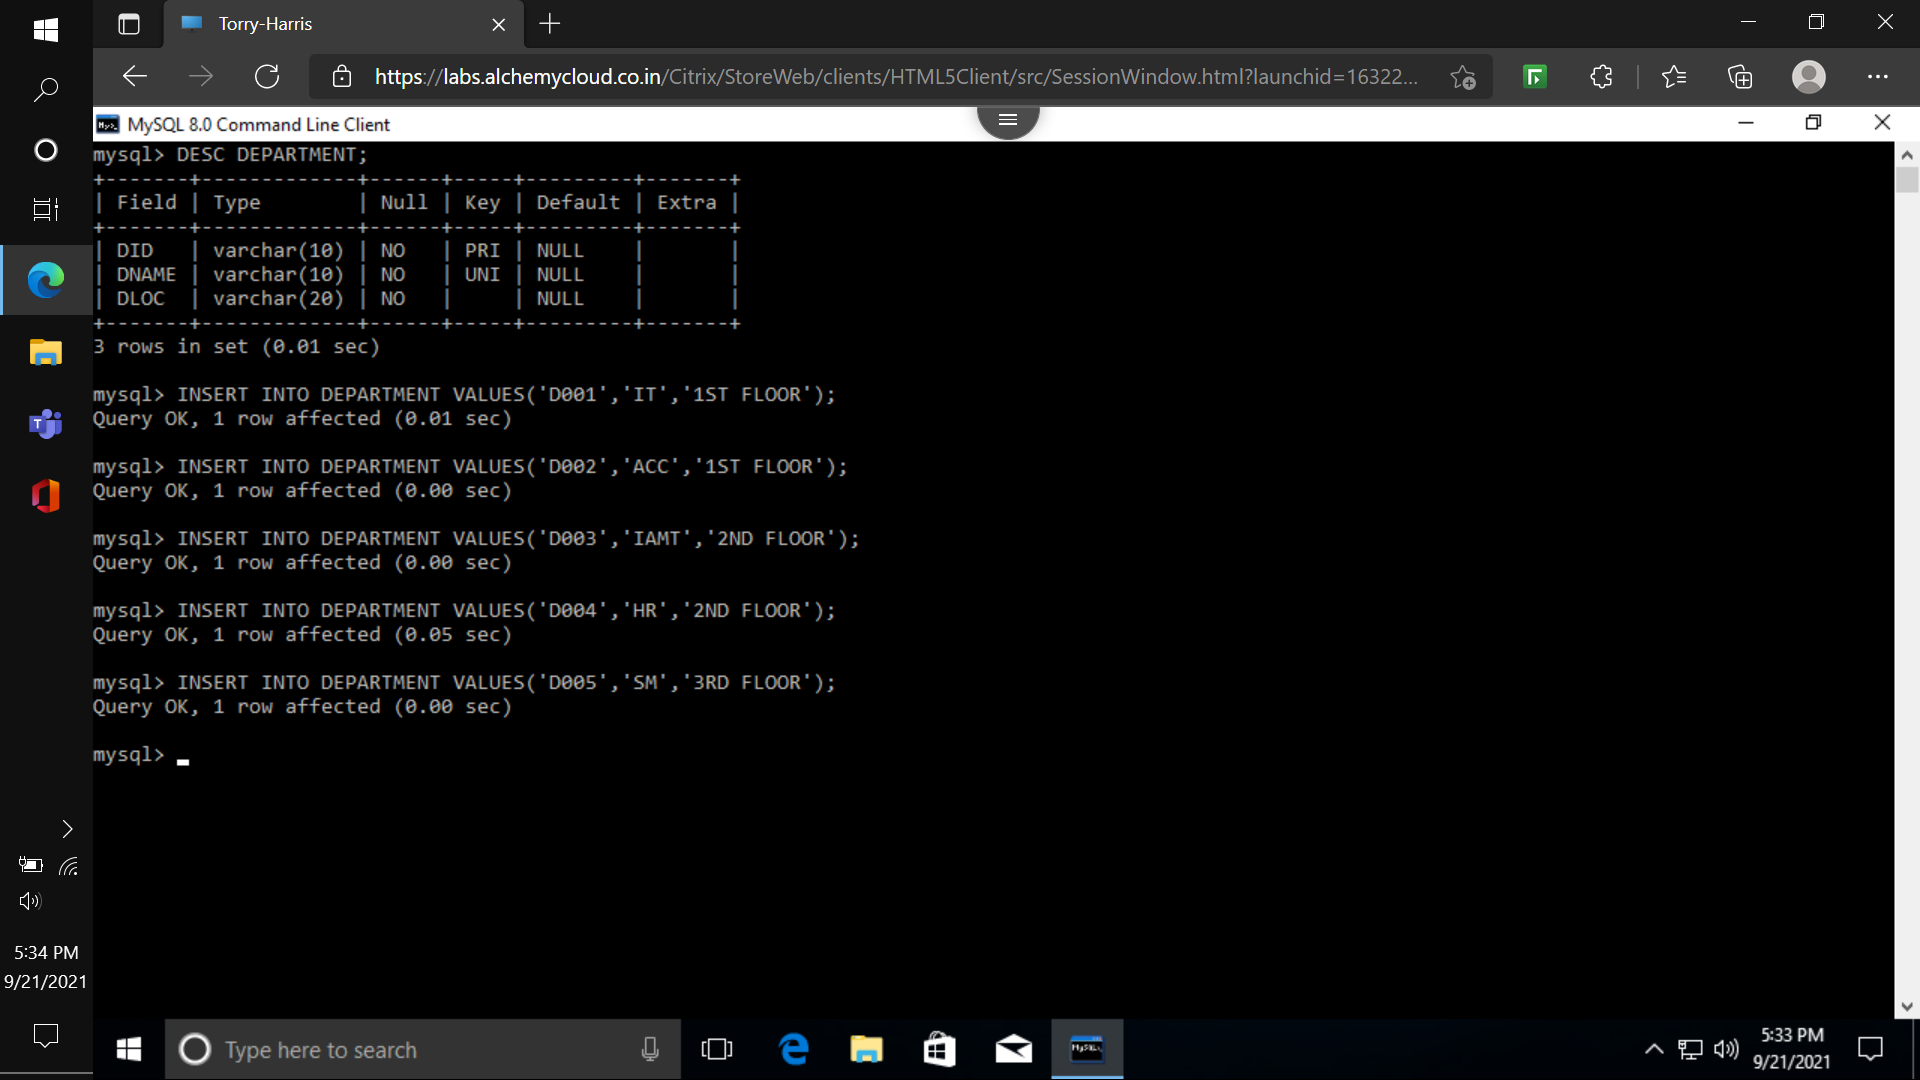 Torry-Harris
https://labs.alchemycloud.co.in/Citrix/StoreWeb/clients/HTML5Client/src/SessionWindow.html?launchid=16322...
MySQL 8.0 Command Line Client
mysql> DESC DEPARTMENT;
+-------+-------------+------+-----+---------+-------+
| Field | Type        | Null | Key | Default | Extra |
+-------+-------------+------+-----+---------+-------+
| DID   | varchar(10) | NO   | PRI | NULL    |       |
| DNAME | varchar(10) | NO   | UNI | NULL    |       |
| DLOC  | varchar(20) | NO   |     | NULL    |       |
+-------+-------------+------+-----+---------+-------+
3 rows in set (0.01 sec)
mysql> INSERT INTO DEPARTMENT VALUES('D001','IT','1ST FLOOR');
Query OK, 1 row affected (0.01 sec)
mysql> INSERT INTO DEPARTMENT VALUES('D002','ACC','1ST FLOOR');
Query OK, 1 row affected (0.00 sec)
mysql> INSERT INTO DEPARTMENT VALUES('D003','IAMT','2ND FLOOR');
Query OK, 1 row affected (0.00 sec)
mysql> INSERT INTO DEPARTMENT VALUES('D004','HR','2ND FLOOR');
Query OK, 1 row affected (0.05 sec)
mysql> INSERT INTO DEPARTMENT VALUES('D005','SM','3RD FLOOR');
Query OK, 1 row affected (0.00 sec)
mysql>
5:34 PM
9/21/2021
Type here to search
5:33 PM
9/21/2021